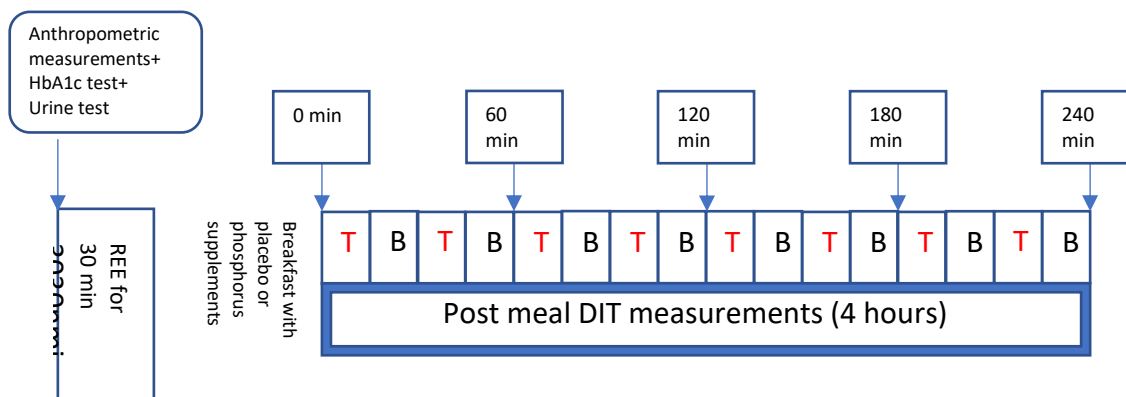 Anthropometric
measurements+
HbA1c test+
Urine test
0 min
60
min
120
min
180
min
240
min
REE for
30 min
Breakfast with
placebo or
phosphorus
supplements
T B T B T B T B T B T B T B T B
Post meal DIT measurements (4 hours)